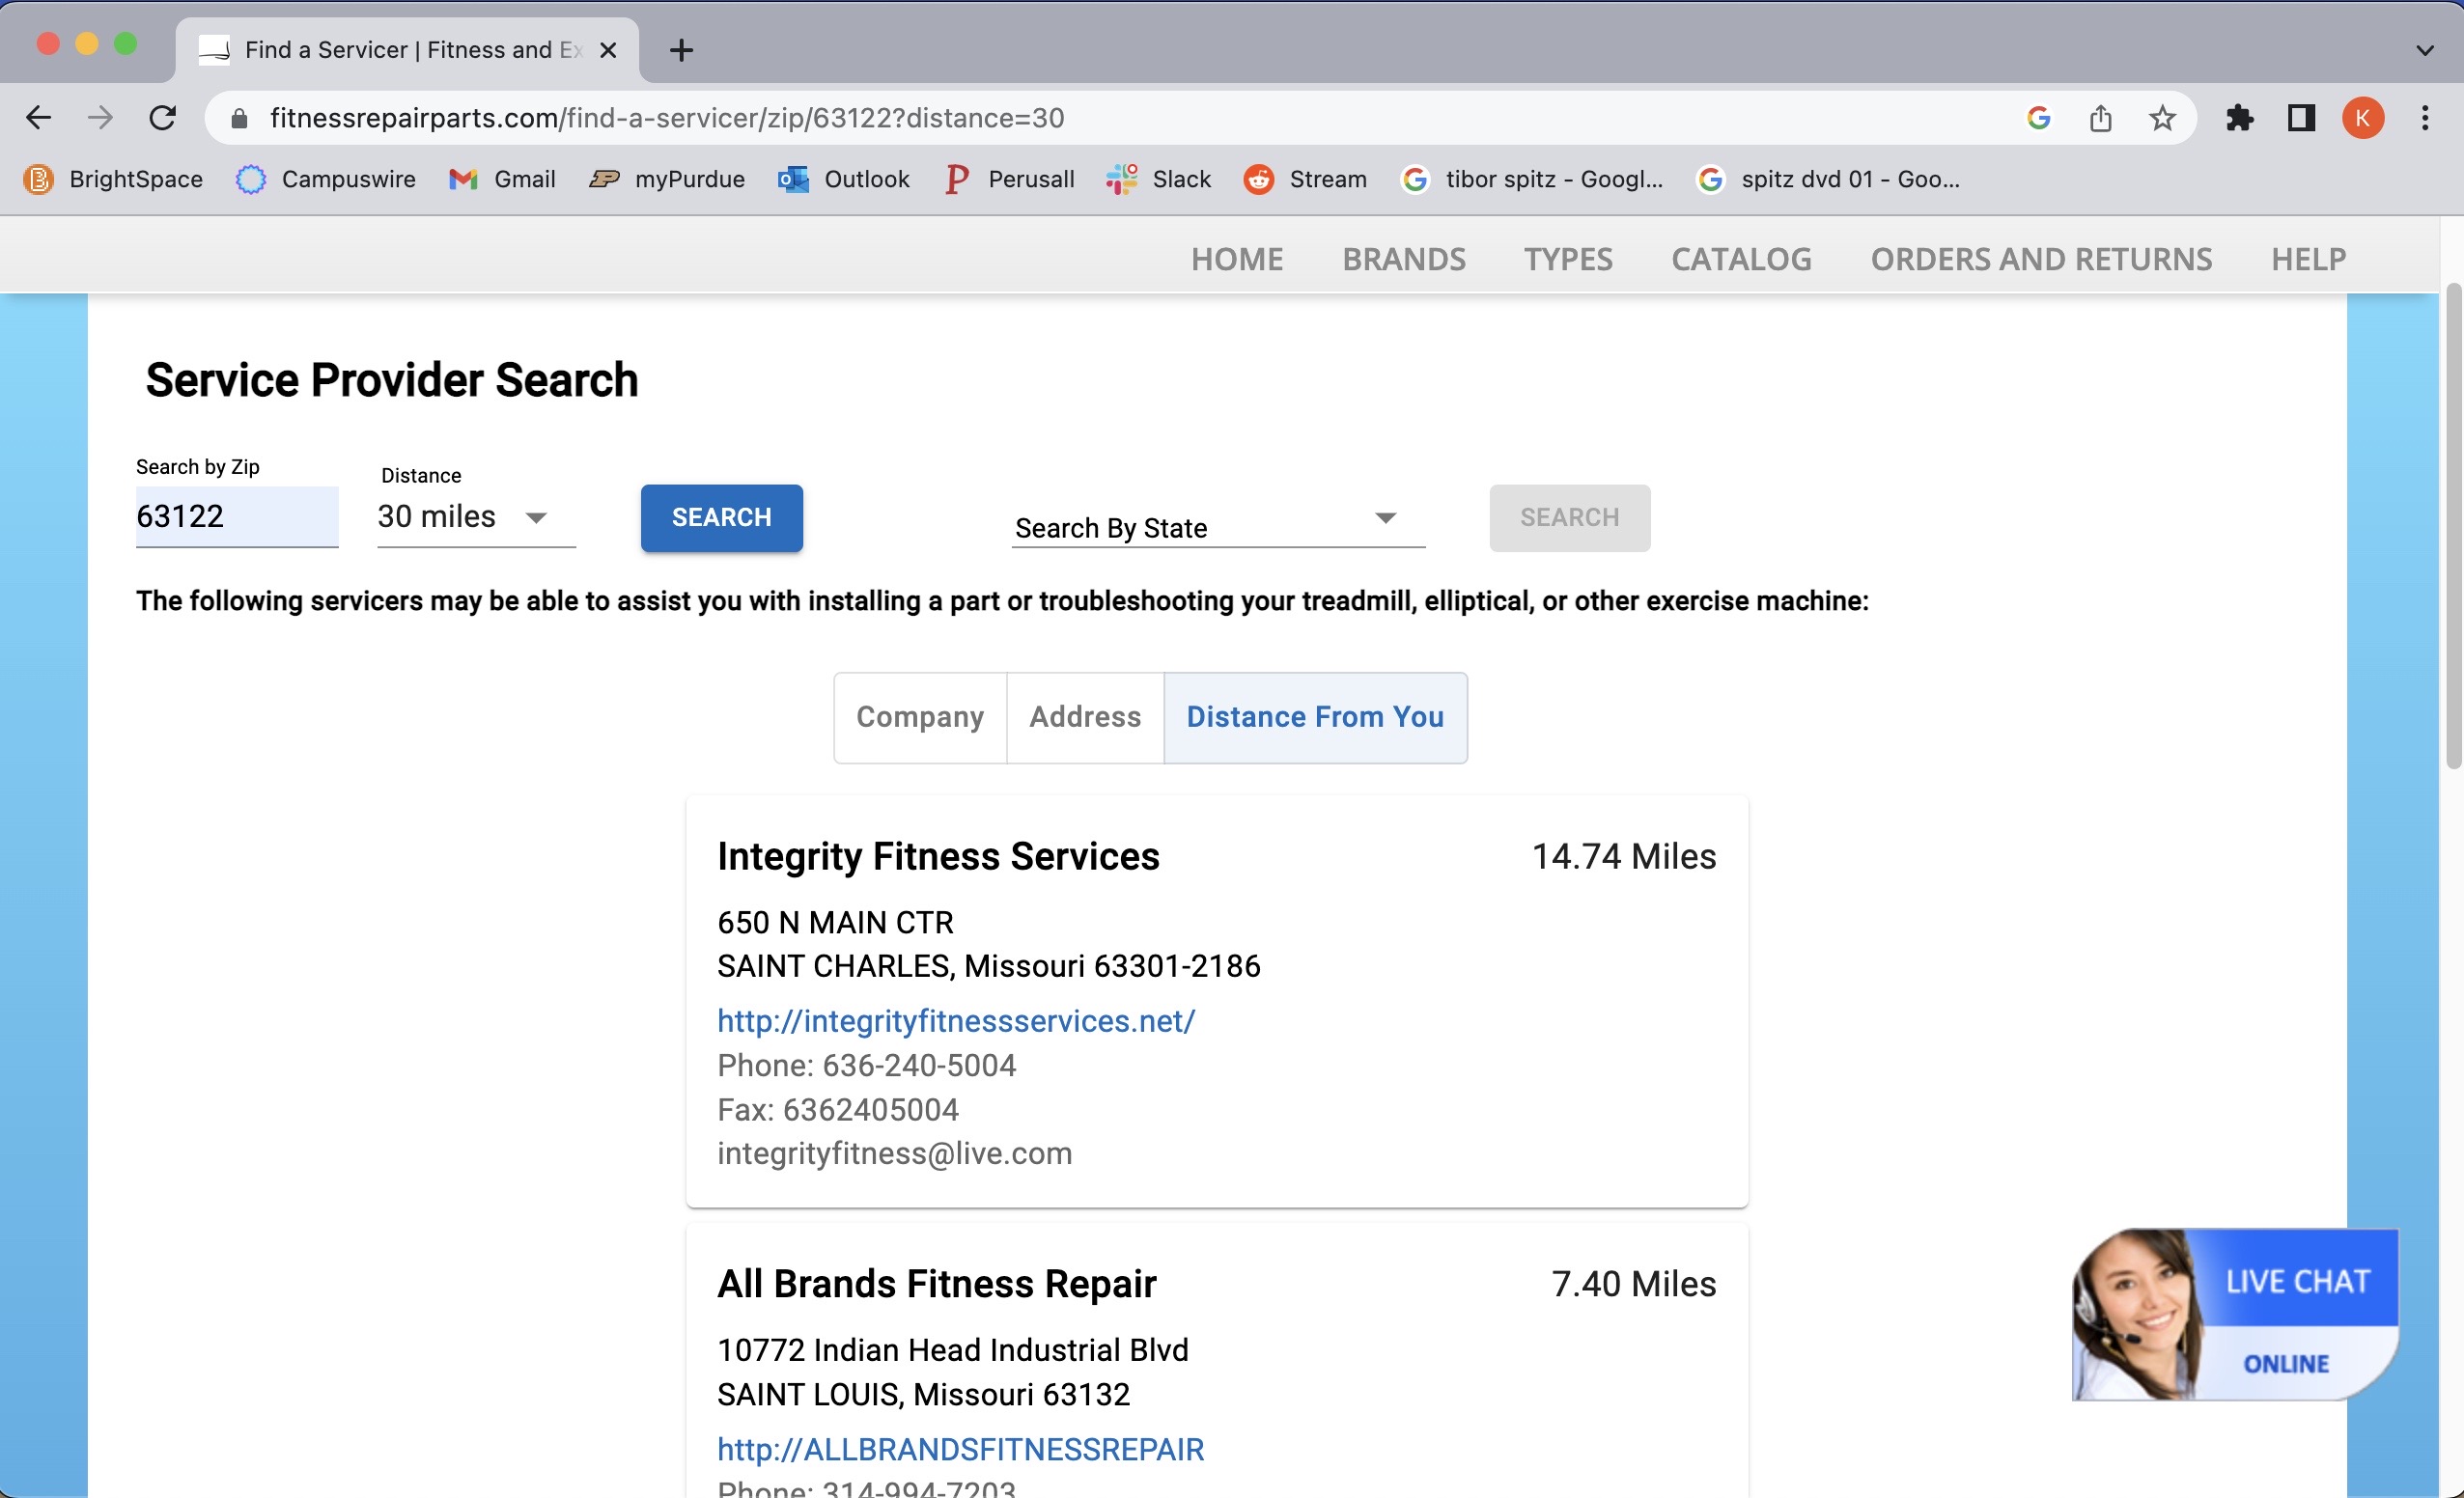 Find a Servicer | Fitness and Ex
fitnessrepairparts.com/find-a-servicer/zip/63122?distance=30
K
BrightSpace Campuswire Gmail myPurdue Outlook Perusall Slack Stream tibor spitz - Googl... spitz dvd 01 - Goo...
HOME BRANDS TYPES CATALOG ORDERS AND RETURNS HELP
Service Provider Search
Search by Zip Distance
63122 30 miles SEARCH Search By State SEARCH
The following servicers may be able to assist you with installing a part or troubleshooting your treadmill, elliptical, or other exercise machine:
Company Address Distance From You
Integrity Fitness Services 14.74 Miles
650 N MAIN CTR
SAINT CHARLES, Missouri 63301-2186
http://integrityfitnessservices.net/
Phone: 636-240-5004
Fax: 6362405004
integrityfitness@live.com
All Brands Fitness Repair 7.40 Miles
10772 Indian Head Industrial Blvd
SAINT LOUIS, Missouri 63132
http://ALLBRANDSFITNESSREPAIR
Phone: 314-994-7203
LIVE CHAT
ONLINE